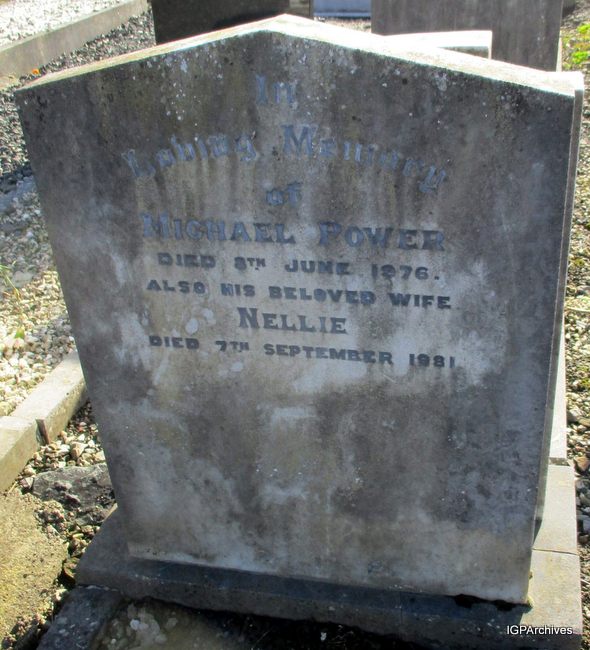 In
Loving Memory
of
MICHAEL POWER
DIED 8TH JUNE 1976.
ALSO HIS BELOVED WIFE
NELLIE
DIED 7TH SEPTEMBER 1981
IGPArchives